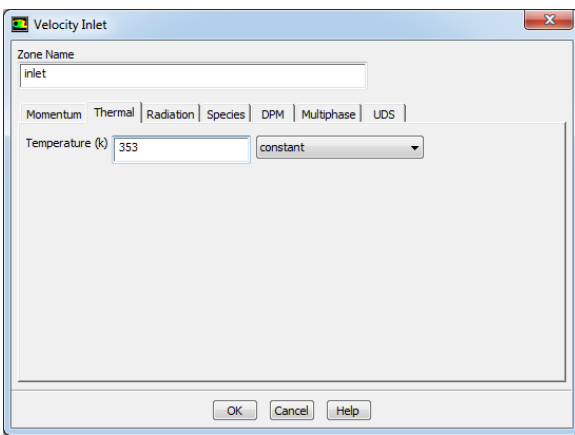 Velocity Inlet
Zone Name
inlet
Momentum Thermal Radiation Species DPM Multiphase UDS
Temperature (k) 353 constant
OK Cancel Help